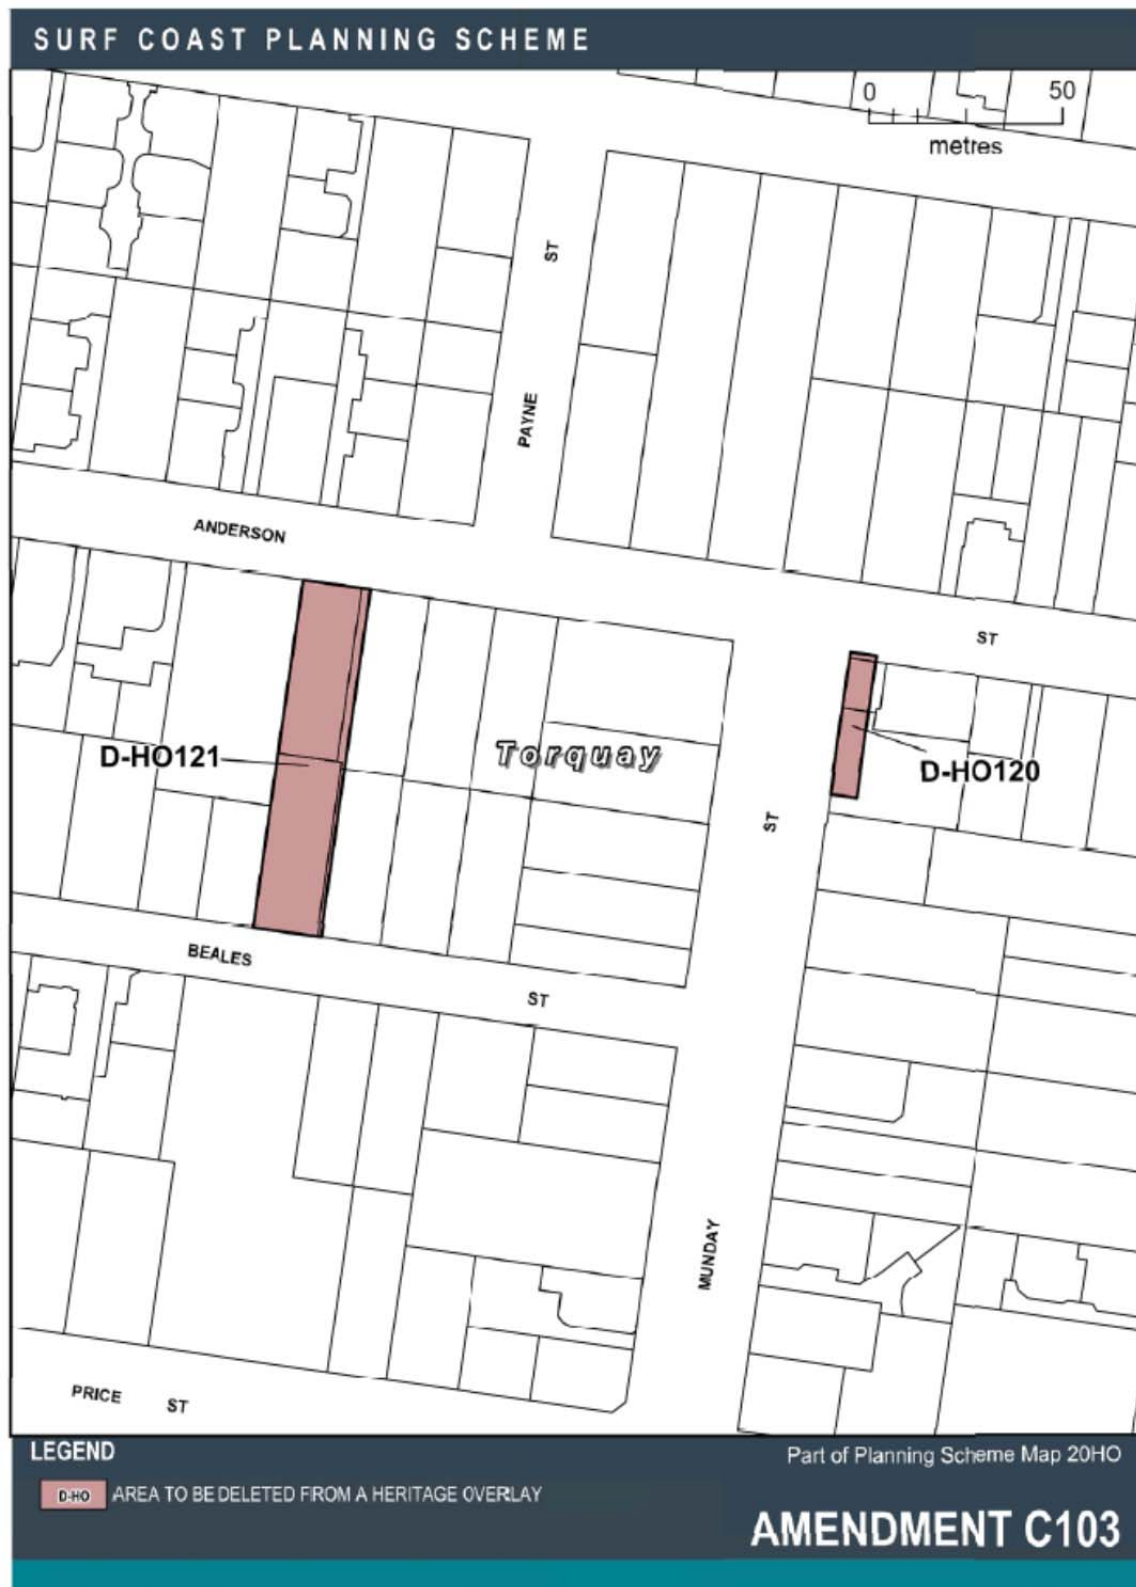 SURF COAST PLANNING SCHEME
0 50
metres
ST
PAYNE
ANDERSON
ST
D-HO121
Torquay
D-HO120
ST
BEALES
ST
MUNDAY
PRICE ST
LEGEND
Part of Planning Scheme Map 20HO
D-HO AREA TO BE DELETED FROM A HERITAGE OVERLAY
AMENDMENT C103